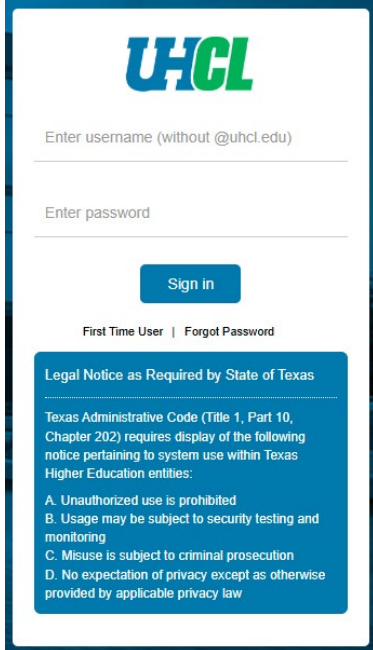 UHCL
Enter username (without @uhcl.edu)
Enter password
Sign in
First Time User | Forgot Password
Legal Notice as Required by State of Texas
Texas Administrative Code (Title 1, Part 10,
Chapter 202) requires display of the following
notice pertaining to system use within Texas
Higher Education entities:
A. Unauthorized use is prohibited
B. Usage may be subject to security testing and
monitoring
C. Misuse is subject to criminal prosecution
D. No expectation of privacy except as otherwise
provided by applicable privacy law